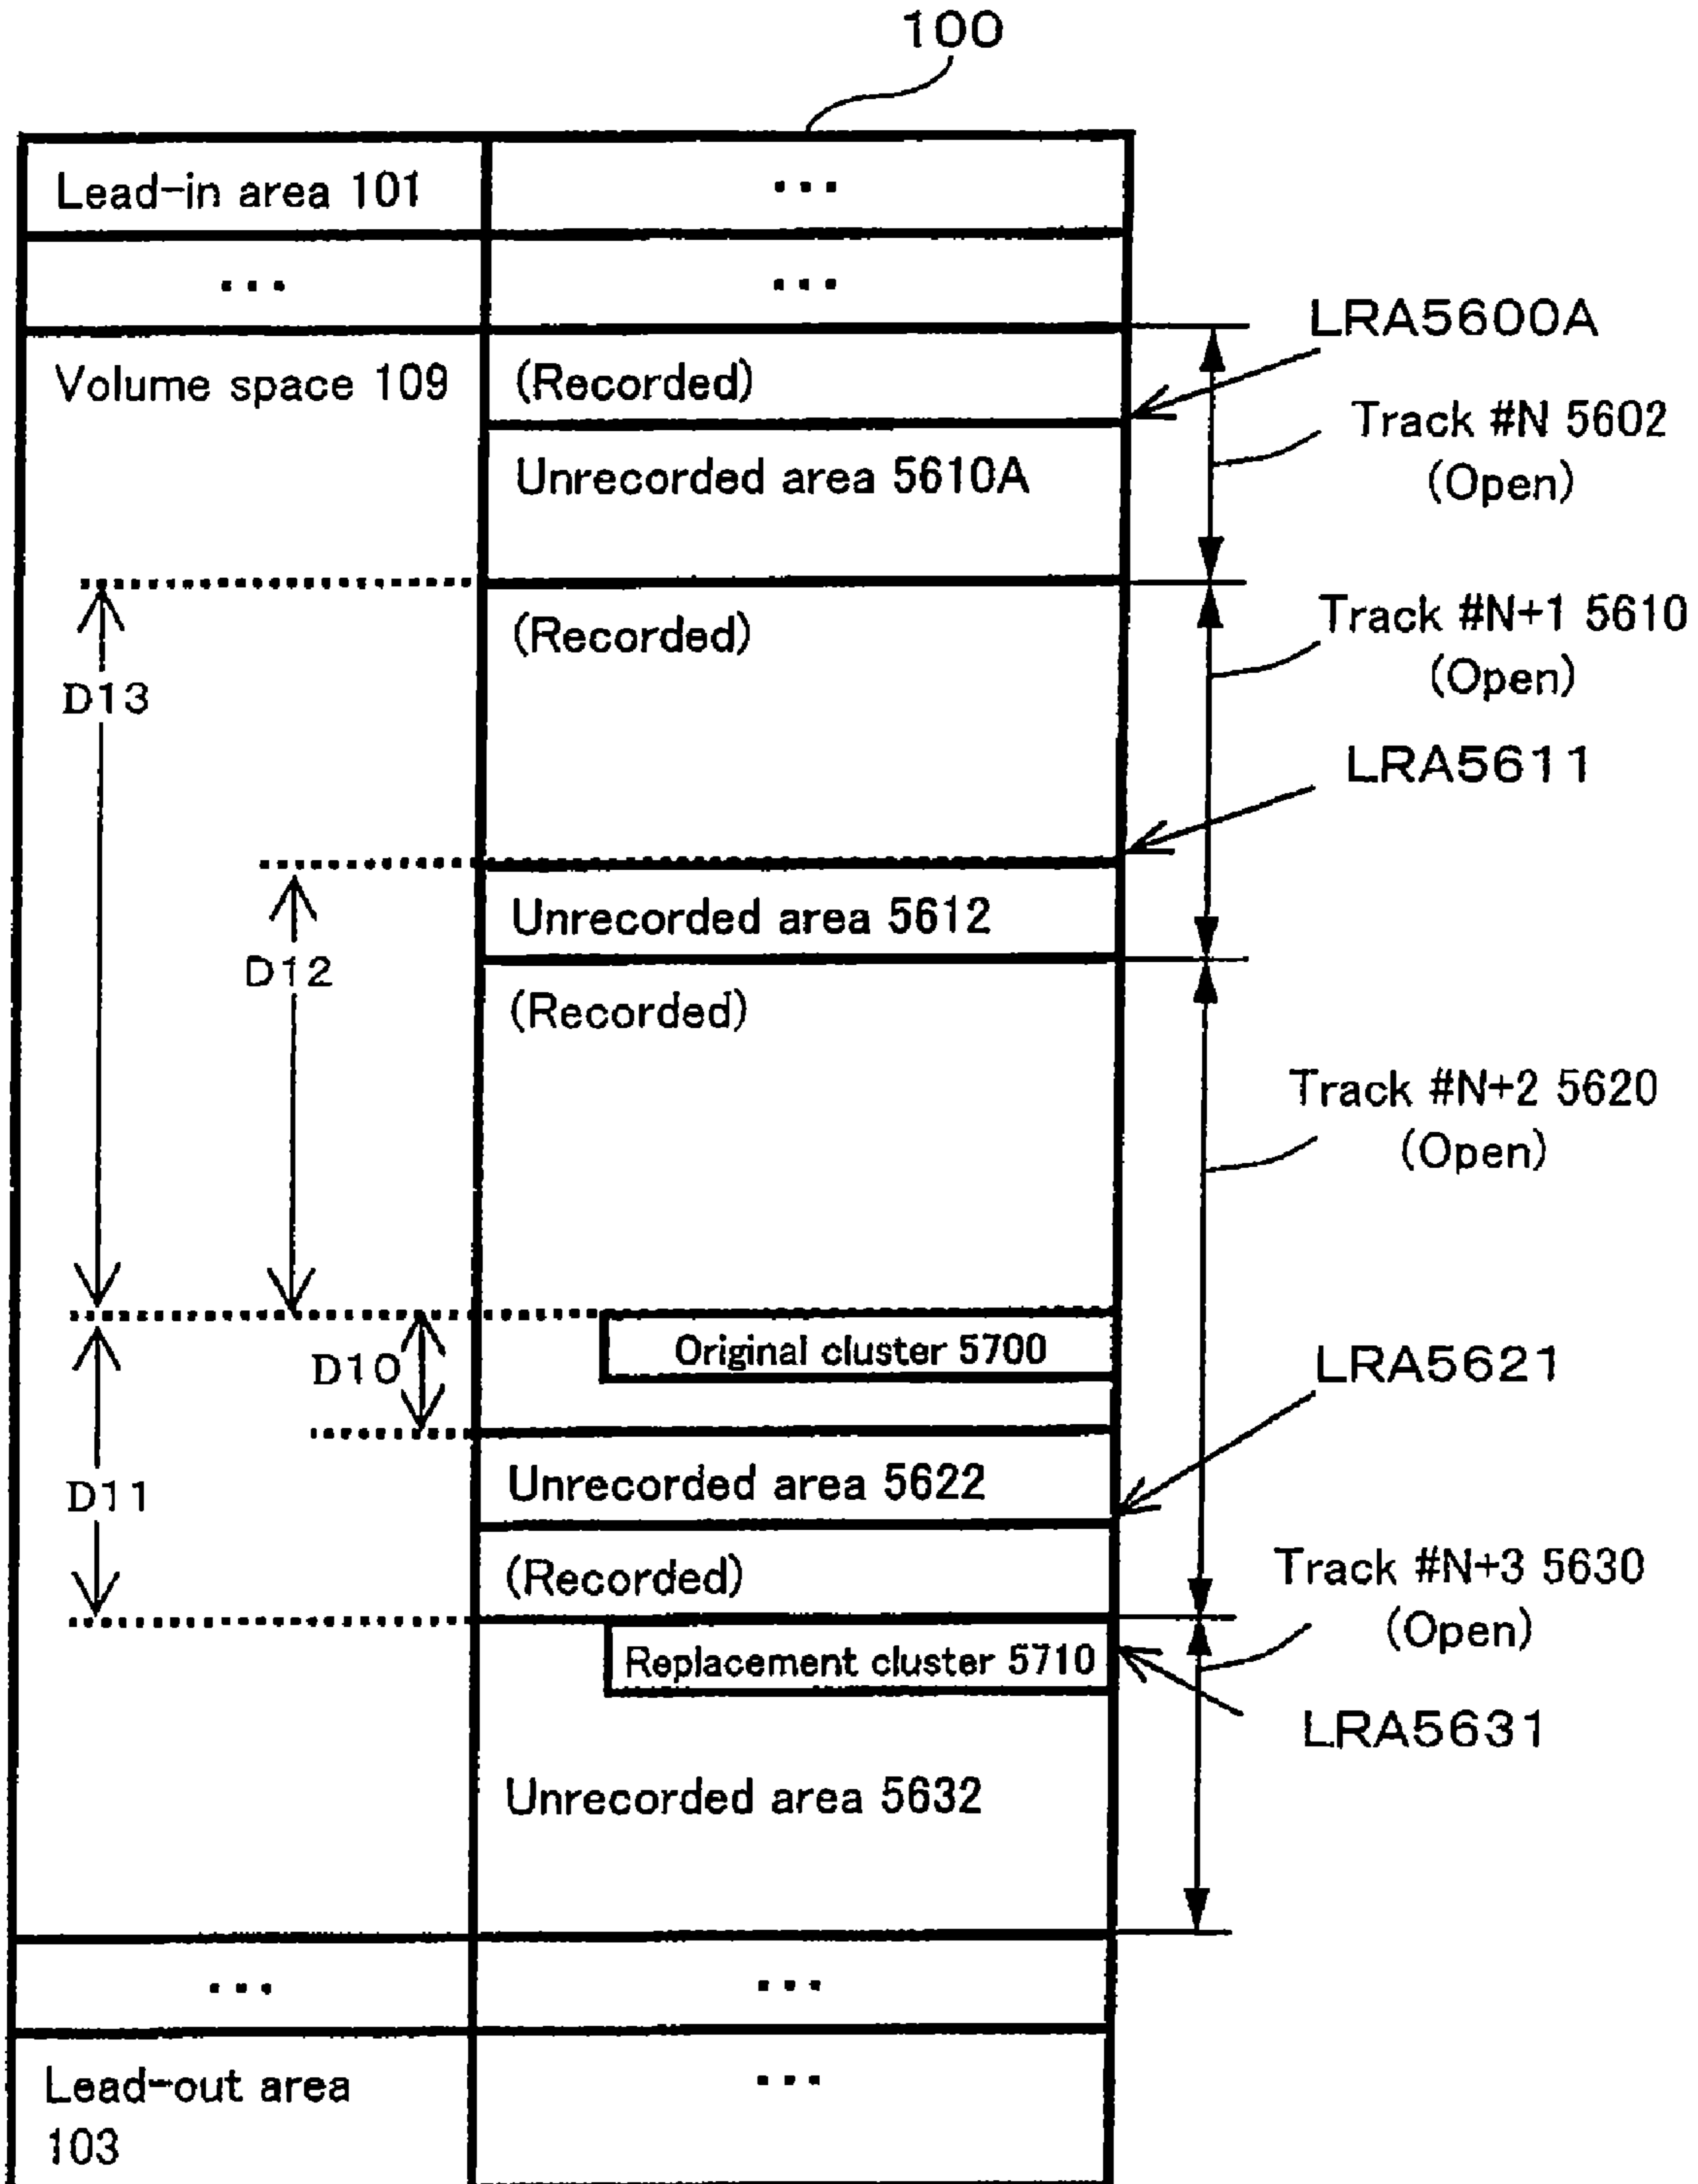 100
Lead-in area 101
...
...
...
LRA5600A
Volume space 109
(Recorded)
Track #N 5602
(Open)
Unrecorded area 5610A
(Recorded)
Track #N+1 5610
(Open)
D13
LRA5611
Unrecorded area 5612
D12
(Recorded)
Track #N+2 5620
(Open)
Original cluster 5700
D10
LRA5621
Unrecorded area 5622
D11
(Recorded)
Track #N+3 5630
(Open)
Replacement cluster 5710
LRA5631
Unrecorded area 5632
...
...
Lead-out area
103
...